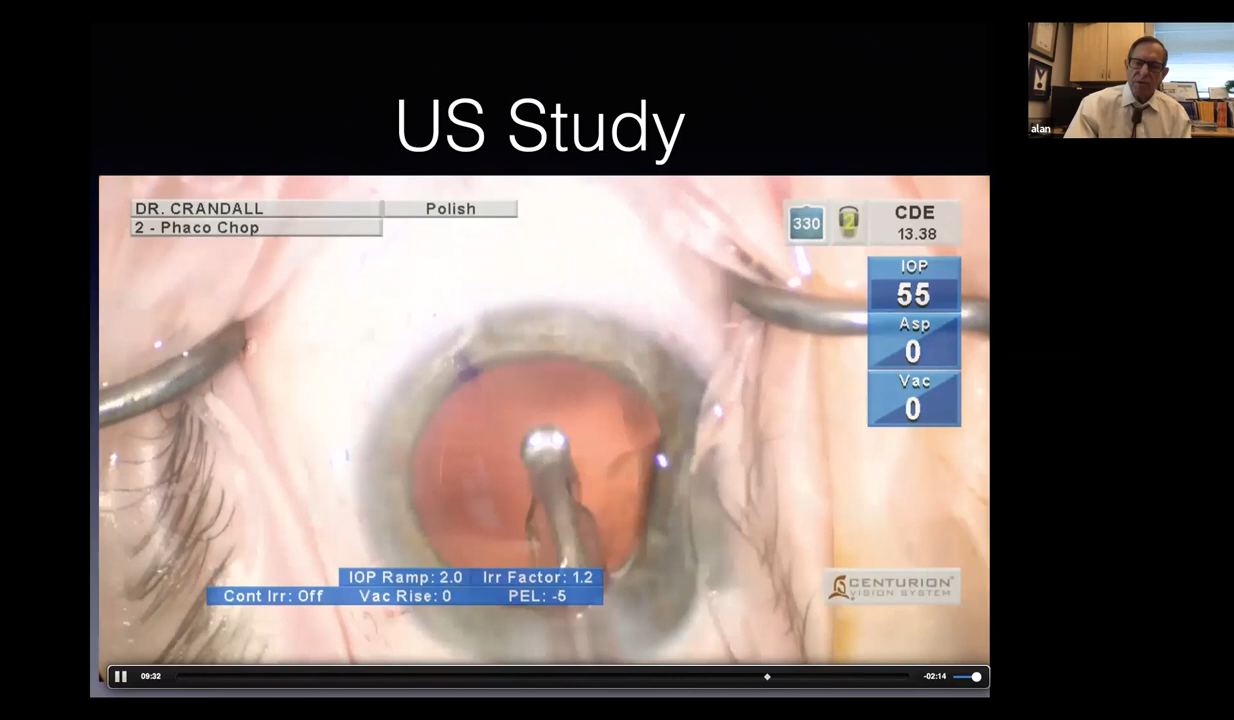 US Study
DR. CRANDALL
Polish
2 - Phaco Chop
330
2
CDE
13.38
IOP
55
Asp
0
Vac
0
IOP Ramp: 2.0 Irr Factor: 1.2
Cont Irr: Off Vac Rise: 0 PEL: -5
CENTURION®
VISION SYSTEM
09:32
-02:14
alan